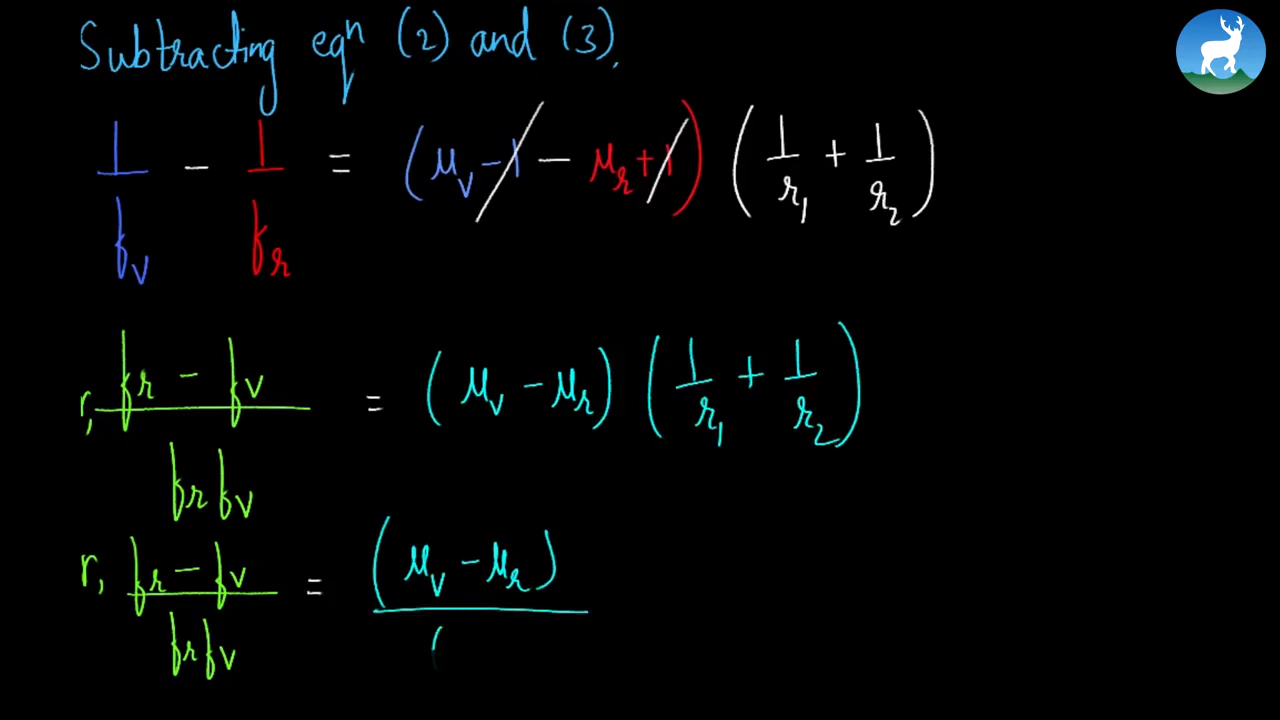 Subtracting eqn (2) and (3).
1/fv - 1/fr = (μv - 1 - μr + 1) (1/r1 + 1/r2)
r, fr - fv / fr fv = (μv - μr) (1/r1 + 1/r2)
r, fr - fv / fr fv = (μv - μr) / (